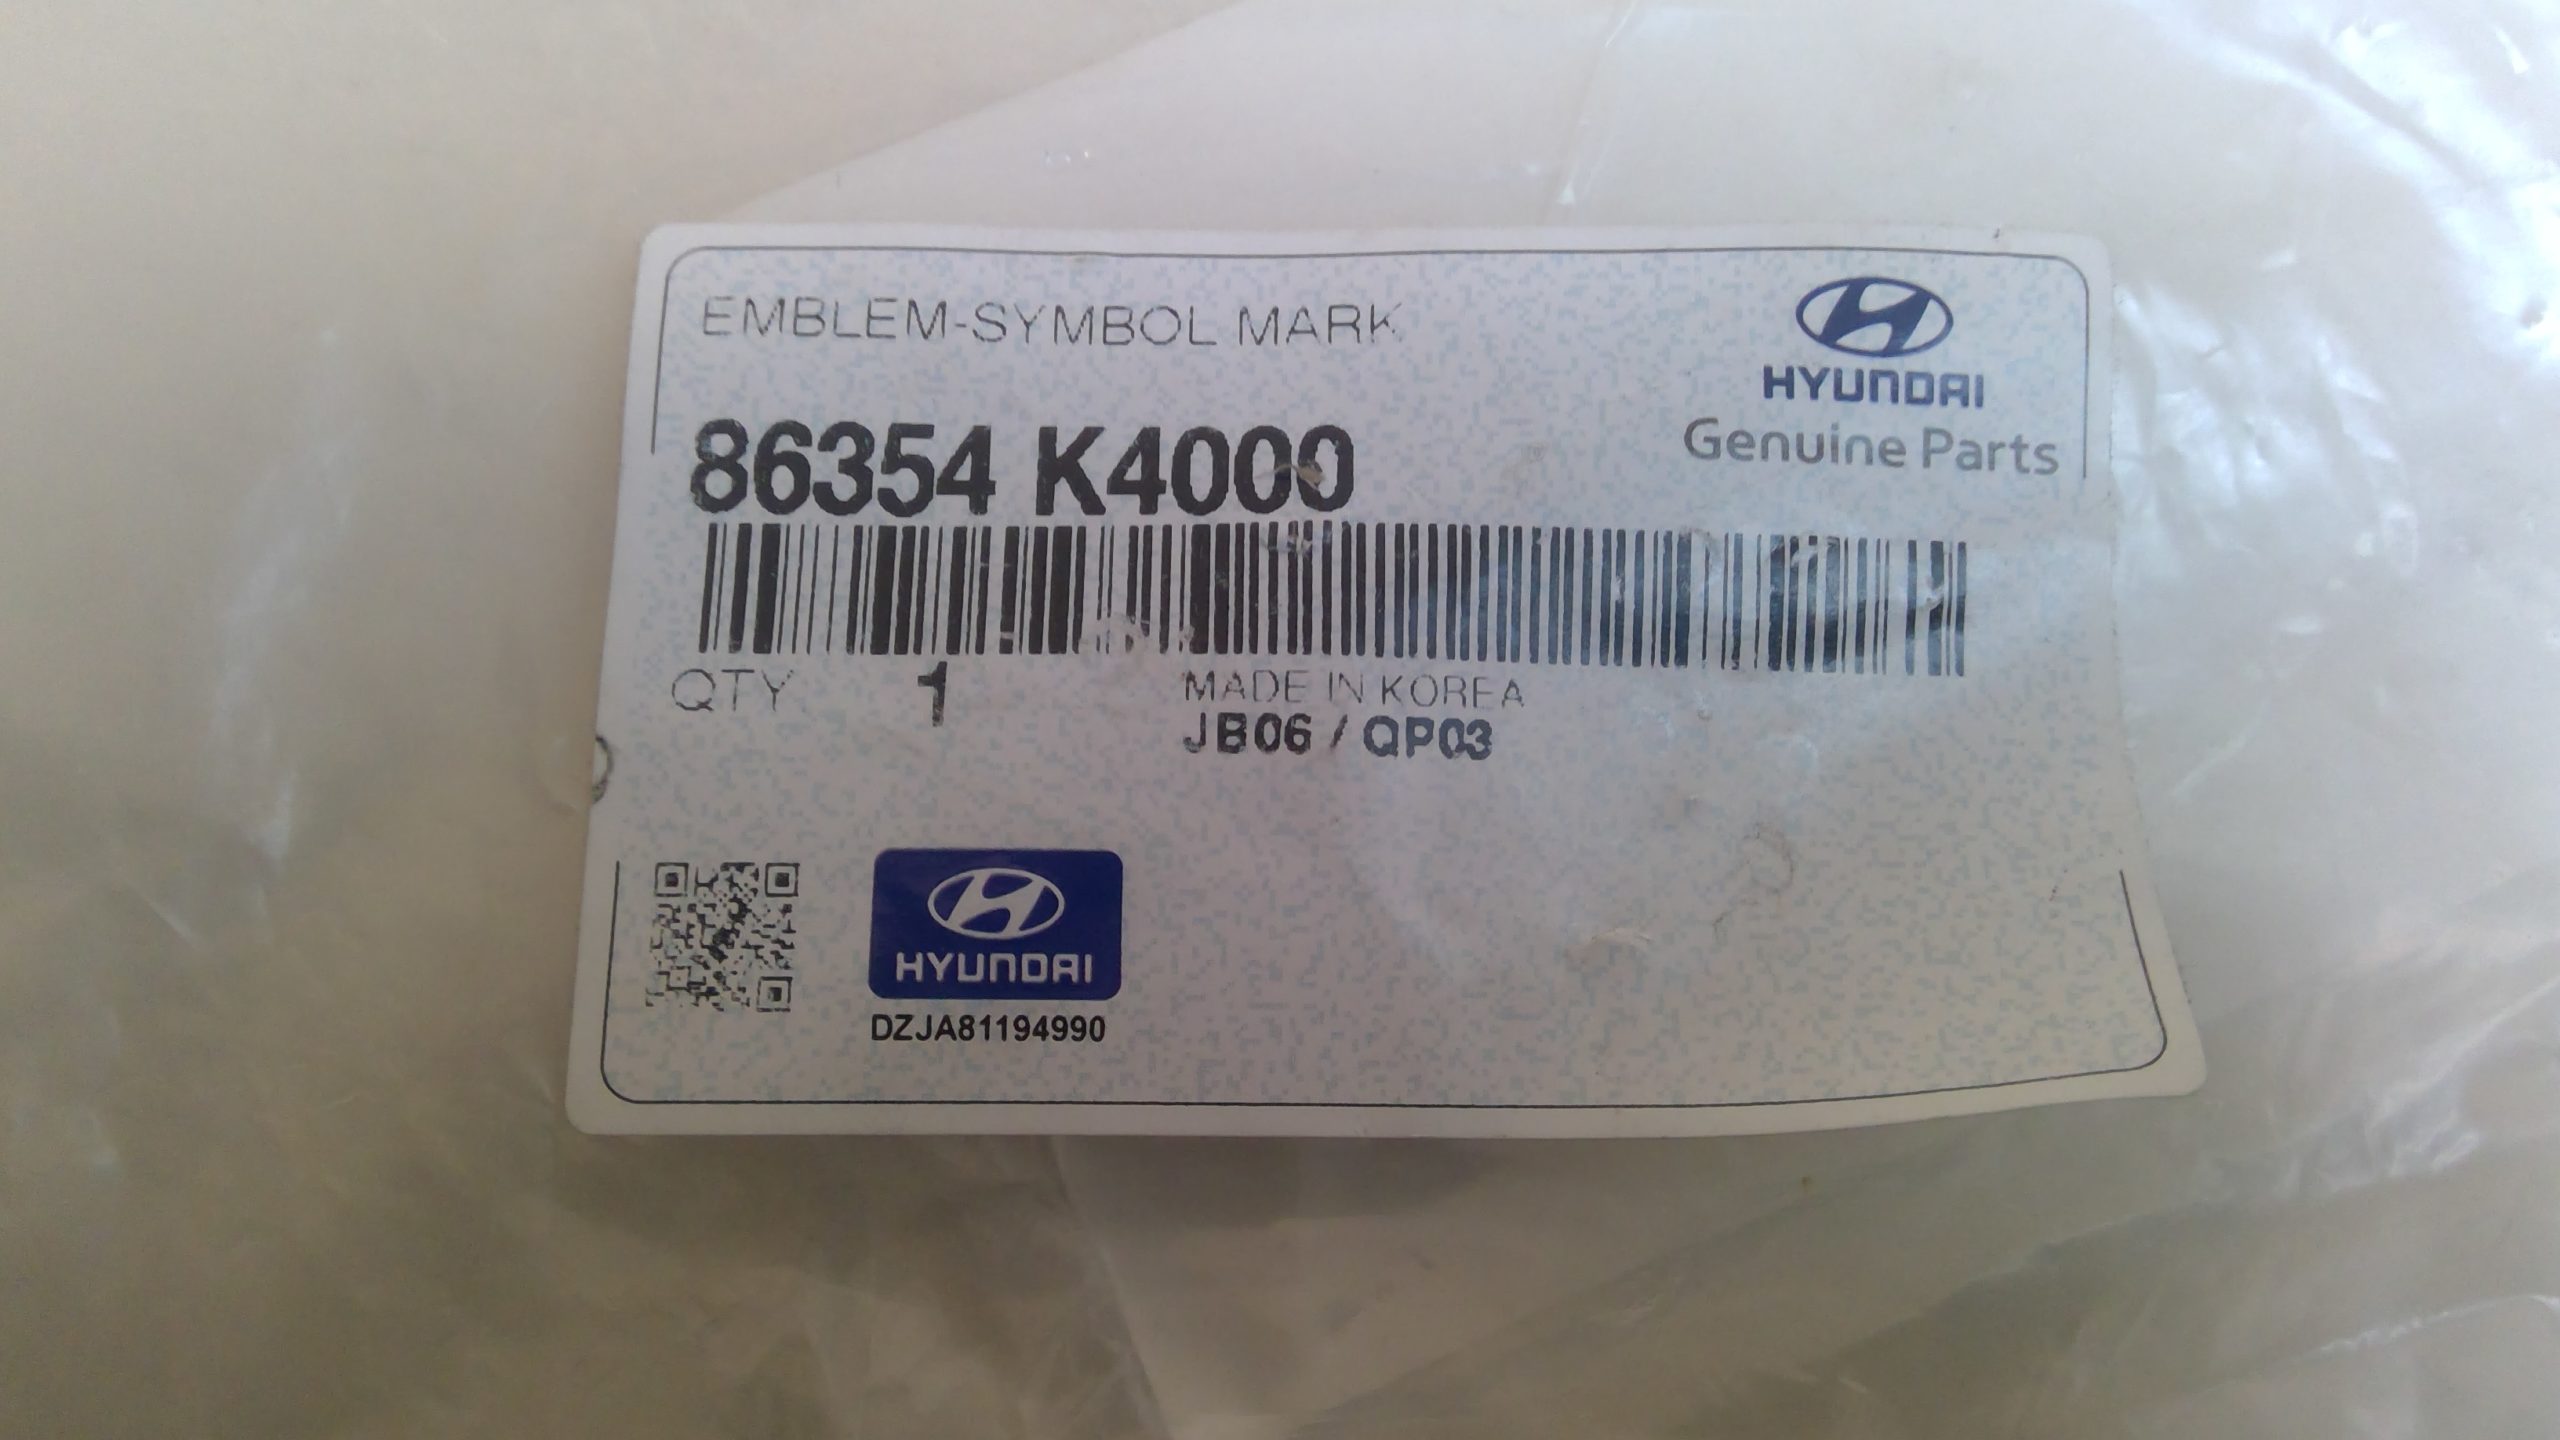 EMBLEM-SYMBOL MARK
HYUNDAI
Genuine Parts
86354 K4000
QTY 1
MADE IN KOREA
JB06 / QP03
HYUNDAI
DZJA81194990